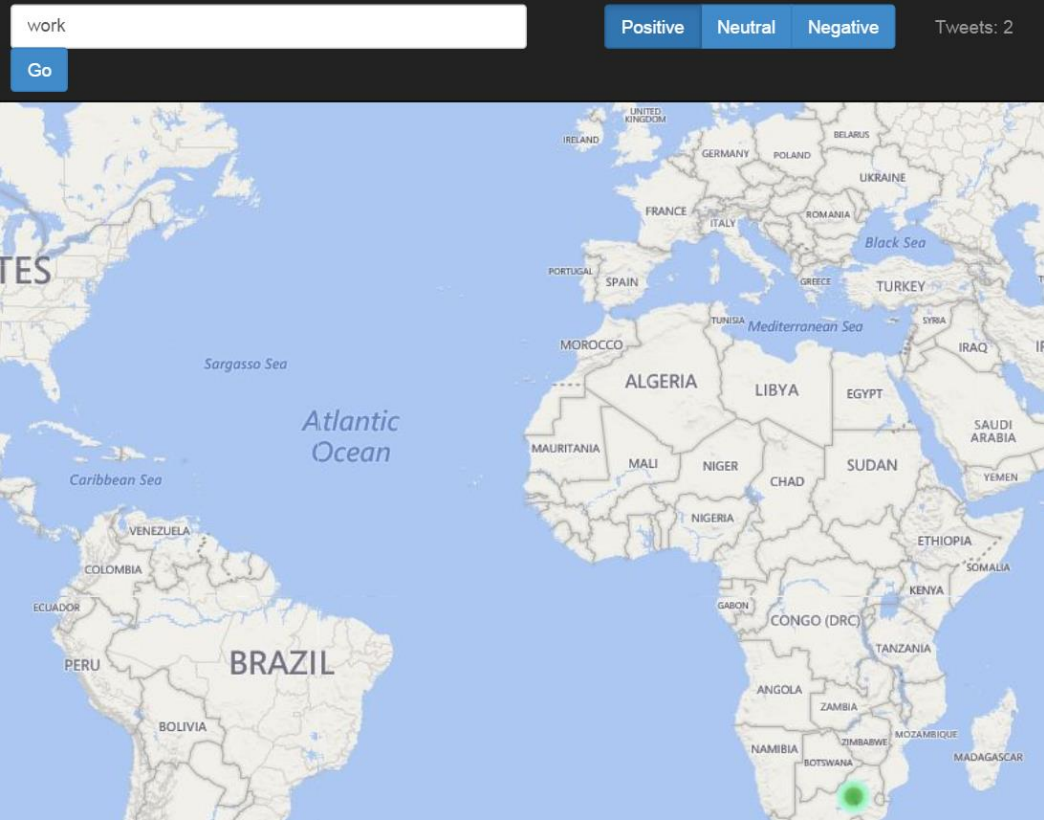 work
Positive Neutral Negative
Tweets: 2
Go
UNITED
KINGDOM
IRELAND
BELARUS
GERMANY
POLAND
UKRAINE
FRANCE
ITALY
ROMANIA
Black Sea
TES
PORTUGAL
SPAIN
GREECE
TURKEY
TUNISIA
Mediterranean Sea
SYRIA
MOROCCO
IRAQ
Sargasso Sea
ALGERIA
LIBYA
EGYPT
Atlantic
Ocean
SAUDI
ARABIA
MAURITANIA
MALI
NIGER
CHAD
SUDAN
YEMEN
Caribbean Sea
NIGERIA
VENEZUELA
ETHIOPIA
COLOMBIA
SOMALIA
KENYA
ECUADOR
GABON
CONGO (DRC)
TANZANIA
PERU
BRAZIL
ANGOLA
ZAMBIA
BOLIVIA
MOZAMBIQUE
ZIMBABWE
NAMIBIA
BOTSWANA
MADAGASCAR